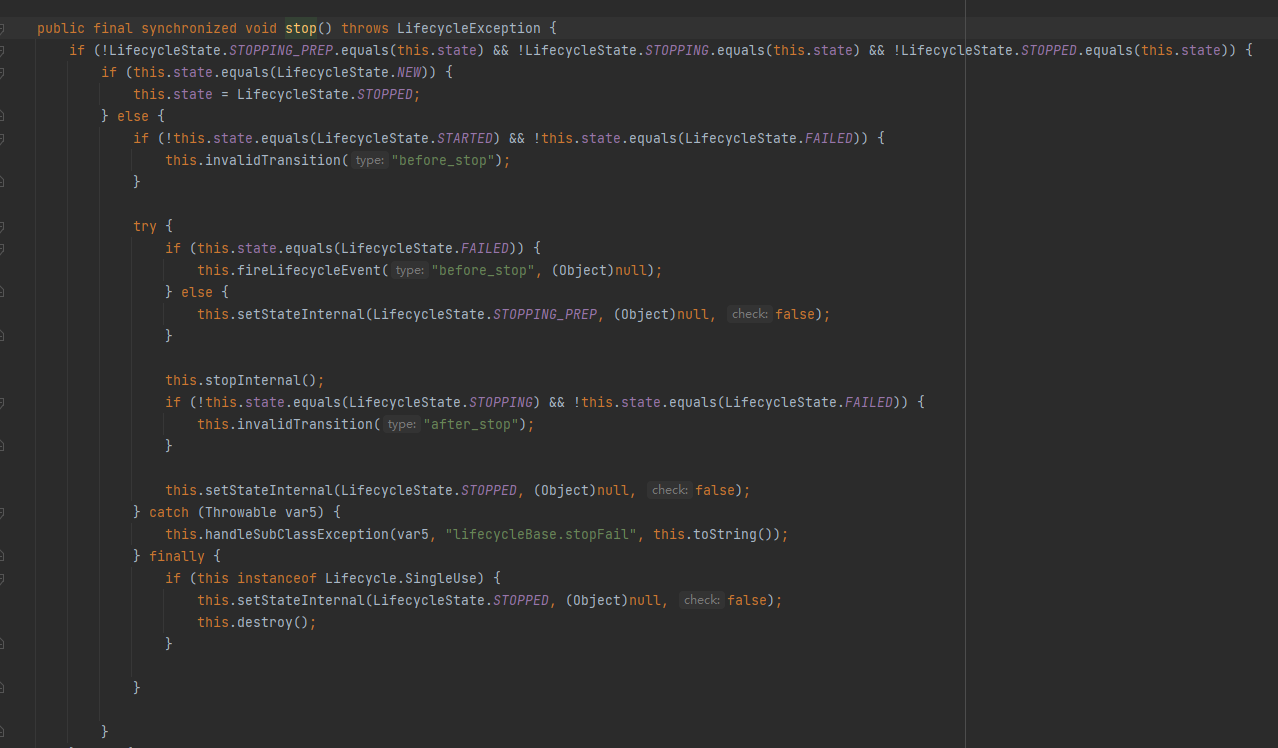 public final synchronized void stop() throws LifecycleException {
if (!LifecycleState.STOPPING_PREP.equals(this.state) && !LifecycleState.STOPPING.equals(this.state) && !LifecycleState.STOPPED.equals(this.state)) {
if (this.state.equals(LifecycleState.NEW)) {
this.state = LifecycleState.STOPPED;
} else {
if (!this.state.equals(LifecycleState.STARTED) && !this.state.equals(LifecycleState.FAILED)) {
this.invalidTransition( type: "before_stop");
}
try {
if (this.state.equals(LifecycleState.FAILED)) {
this.fireLifecycleEvent( type: "before_stop", (Object)null);
} else {
this.setStateInternal(LifecycleState.STOPPING_PREP, (Object)null, check: false);
}
this.stopInternal();
if (!this.state.equals(LifecycleState.STOPPING) && !this.state.equals(LifecycleState.FAILED)) {
this.invalidTransition( type: "after_stop");
}
this.setStateInternal(LifecycleState.STOPPED, (Object)null, check: false);
} catch (Throwable var5) {
this.handleSubClassException(var5, "lifecycleBase.stopFail", this.toString());
} finally {
if (this instanceof Lifecycle.SingleUse) {
this.setStateInternal(LifecycleState.STOPPED, (Object)null, check: false);
this.destroy();
}
}
}